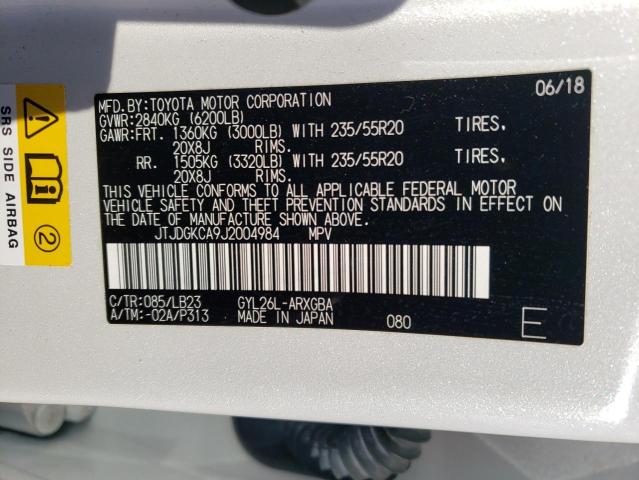 06/18
MFD.BY:TOYOTA MOTOR CORPORATION
GVWR:2840KG (6200LB)
GAWR:FRT. 1360KG (3000LB) WITH 235/55R20 TIRES,
20X8J RIMS.
RR. 1505KG (3320LB) WITH 235/55R20 TIRES,
20X8J RIMS.
THIS VEHICLE CONFORMS TO ALL APPLICABLE FEDERAL MOTOR
VEHICLE SAFETY AND THEFT PREVENTION STANDARDS IN EFFECT ON THE
DATE OF MANUFACTURE SHOWN ABOVE.
JTJDGKCA9J2004984 MPV
C/TR:085/LB23 GYL26L-ARXGBA
A/TM:-02A/P313 MADE IN JAPAN 080 E
SRS SIDE AIRBAG
2